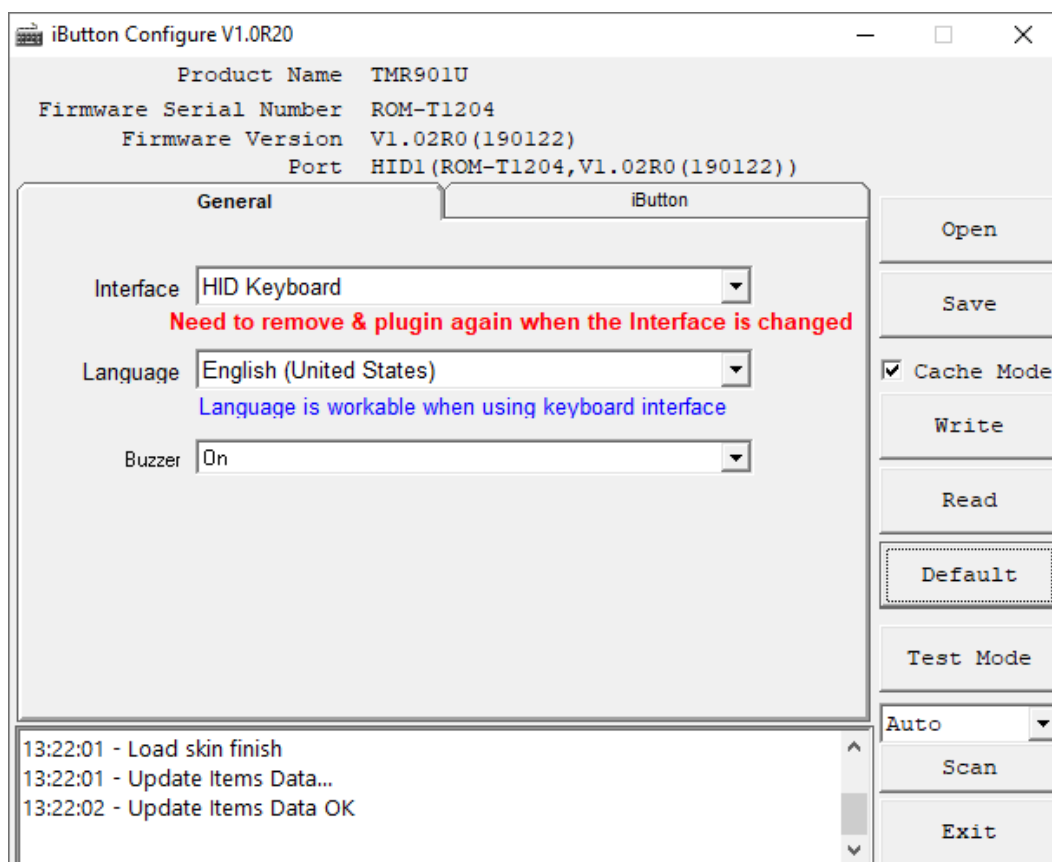 iButton Configure V1.0R20
Product Name TMR901U
Firmware Serial Number ROM-T1204
Firmware Version V1.02R0(190122)
Port HID1(ROM-T1204,V1.02R0(190122))
General iButton
Interface HID Keyboard
Need to remove & plugin again when the Interface is changed
Language English (United States)
Language is workable when using keyboard interface
Buzzer On
Open
Save
Cache Mode
Write
Read
Default
Test Mode
Auto
Scan
Exit
13:22:01 - Load skin finish
13:22:01 - Update Items Data...
13:22:02 - Update Items Data OK